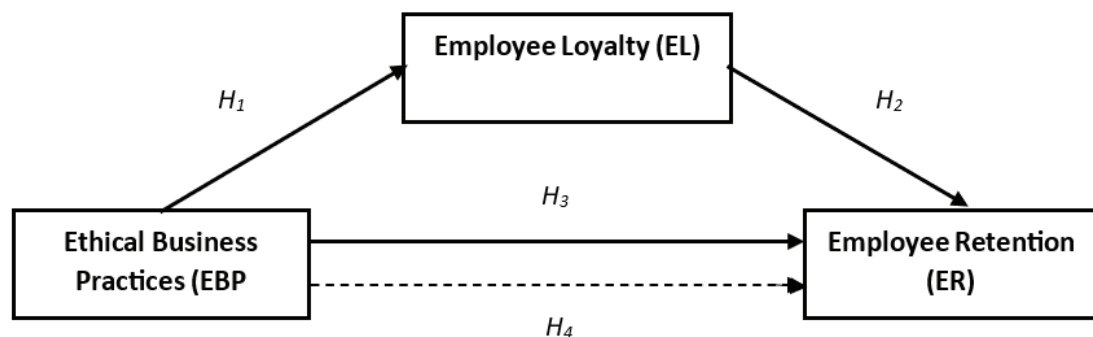 Employee Loyalty (EL)
H1
H2
H3
Ethical Business
Practices (EBP
Employee Retention
(ER)
H4